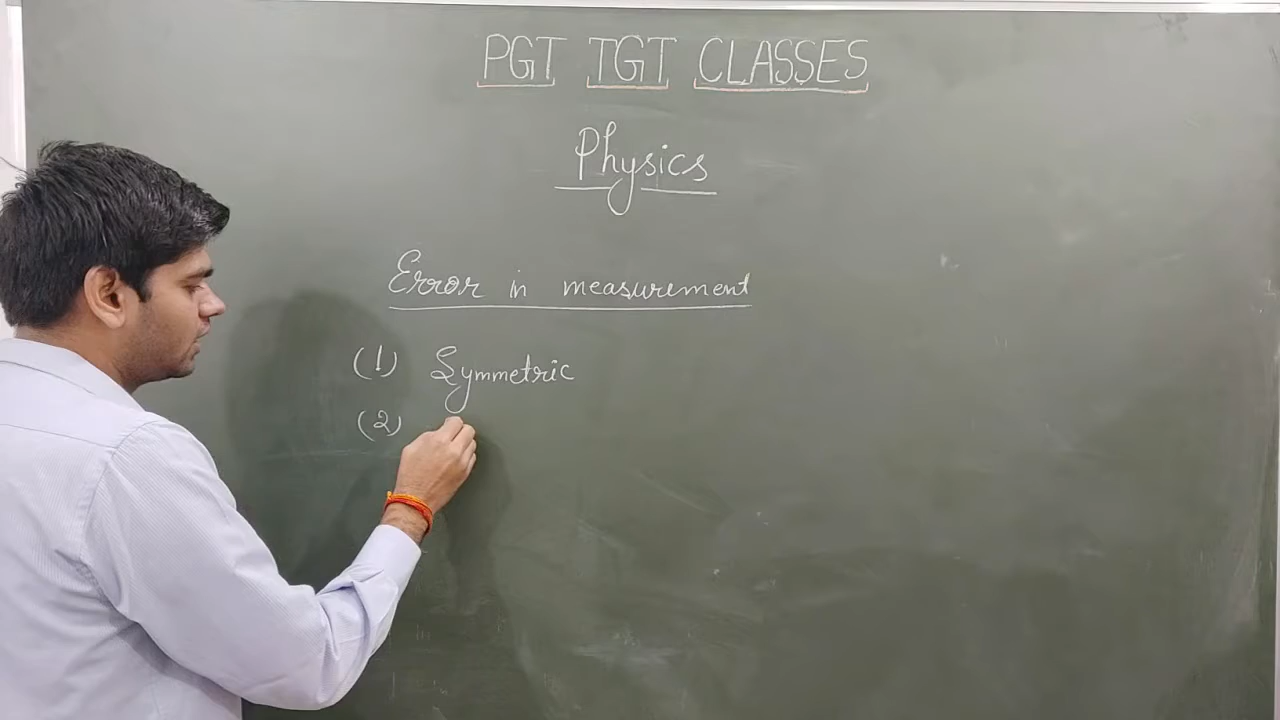 PGT TGT CLASSES
Physics
Error in measurement
(1) Symmetric
(2)